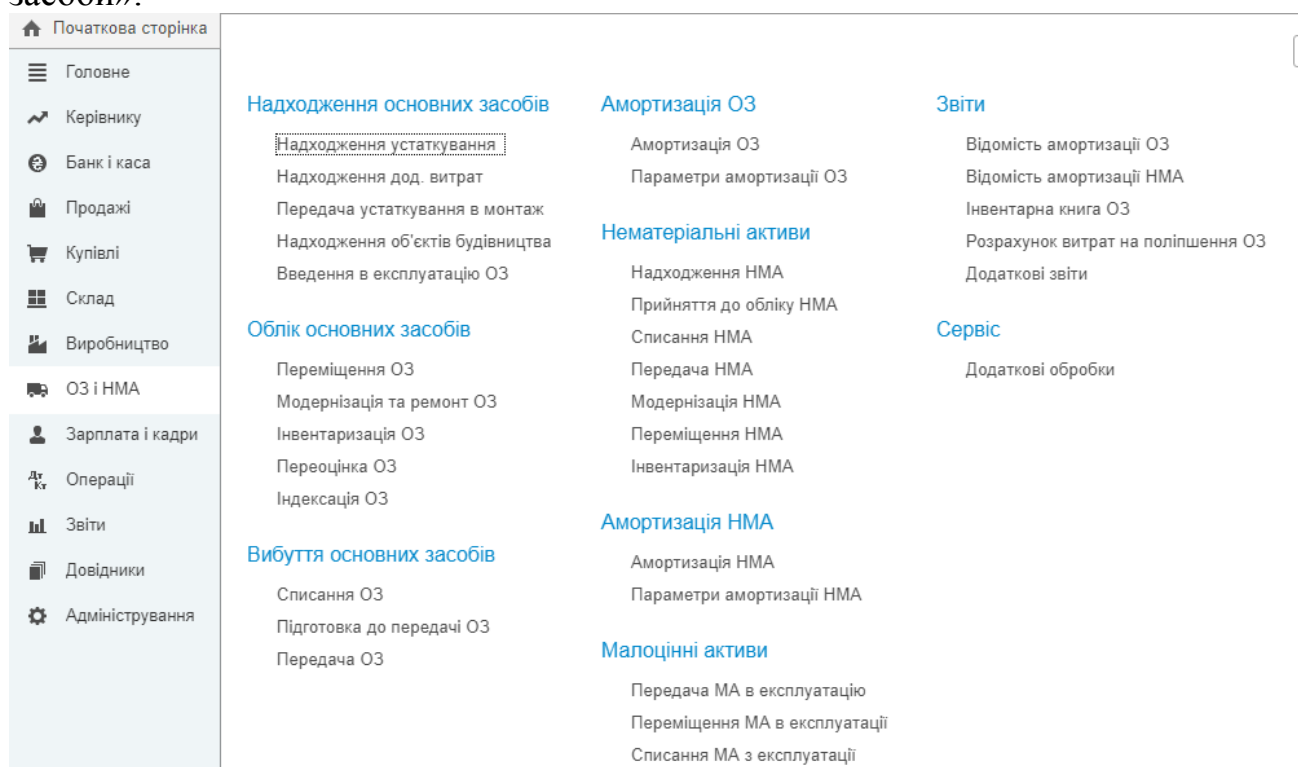 засоби».
Початкова сторінка
Головне
Керівнику
Банк і каса
Продажі
Купівлі
Склад
Виробництво
ОЗ і НМА
Зарплата і кадри
Дт
Кт
Операції
Звіти
Довідники
Адміністрування
Надходження основних засобів
Надходження устаткування
Надходження дод. витрат
Передача устаткування в монтаж
Надходження об'єктів будівництва
Введення в експлуатацію ОЗ
Облік основних засобів
Переміщення ОЗ
Модернізація та ремонт ОЗ
Інвентаризація ОЗ
Переоцінка ОЗ
Індексація ОЗ
Вибуття основних засобів
Списання ОЗ
Підготовка до передачі ОЗ
Передача ОЗ
Амортизація ОЗ
Амортизація ОЗ
Параметри амортизації ОЗ
Нематеріальні активи
Надходження НМА
Прийняття до обліку НМА
Списання НМА
Передача НМА
Модернізація НМА
Переміщення НМА
Інвентаризація НМА
Амортизація НМА
Амортизація НМА
Параметри амортизації НМА
Малоцінні активи
Передача МА в експлуатацію
Переміщення МА в експлуатації
Списання МА з експлуатації
Звіти
Відомість амортизації ОЗ
Відомість амортизації НМА
Інвентарна книга ОЗ
Розрахунок витрат на поліпшення ОЗ
Додаткові звіти
Сервіс
Додаткові обробки